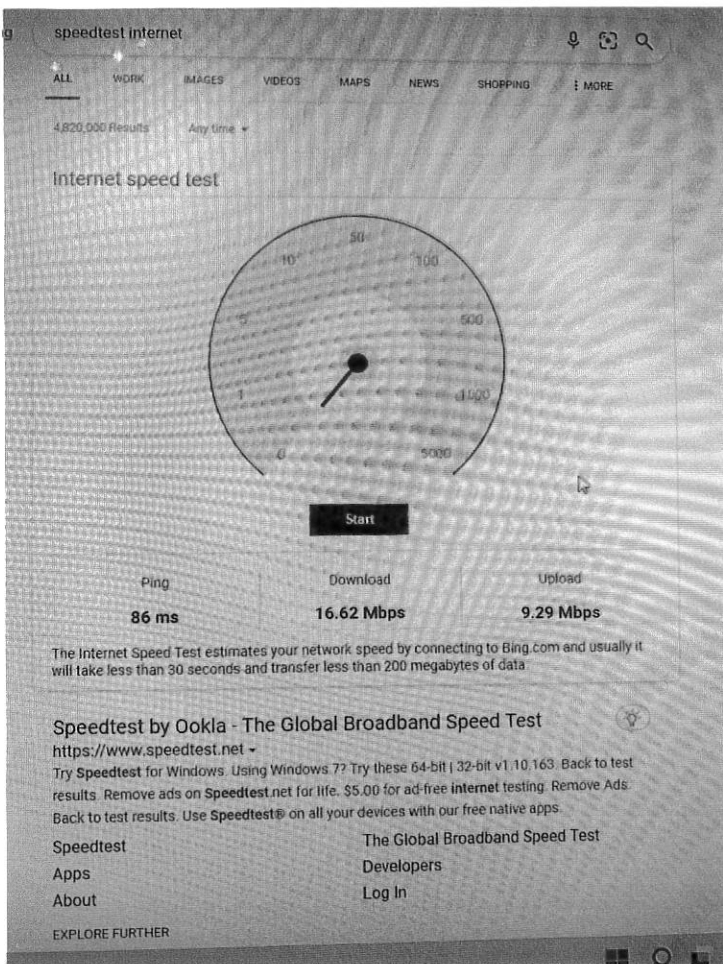 speedtest internet
ALL WORK IMAGES VIDEOS MAPS NEWS SHOPPING MORE
4,820,000 Results Any time
Internet speed test
50
10 100
5 500
1 1000
0 5000
Start
Ping Download Upload
86 ms 16.62 Mbps 9.29 Mbps
The Internet Speed Test estimates your network speed by connecting to Bing.com and usually it
will take less than 30 seconds and transfer less than 200 megabytes of data
Speedtest by Ookla - The Global Broadband Speed Test
https://www.speedtest.net
Try Speedtest for Windows. Using Windows 7? Try these 64-bit | 32-bit v1.10.163. Back to test
results. Remove ads on Speedtest.net for life. $5.00 for ad-free internet testing. Remove Ads.
Back to test results. Use Speedtest® on all your devices with our free native apps.
Speedtest The Global Broadband Speed Test
Apps Developers
About Log In
EXPLORE FURTHER